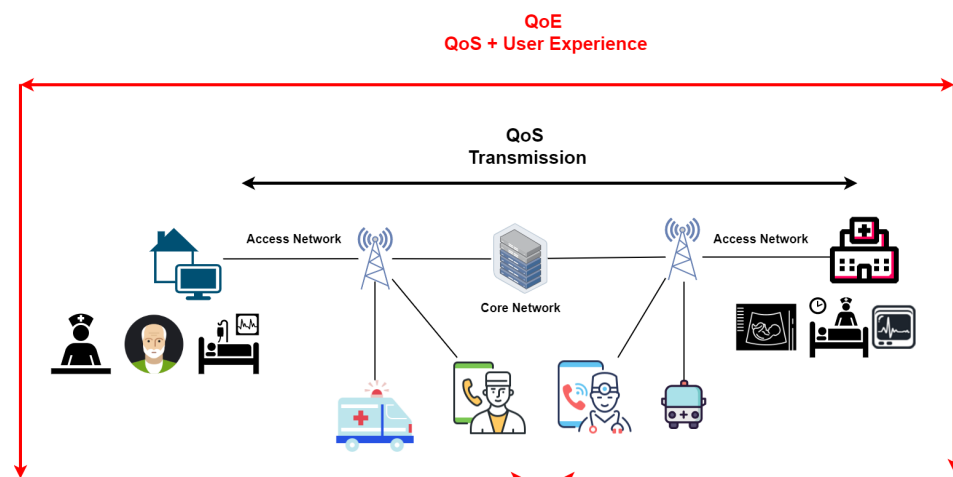 QoE
QoS + User Experience
QoS
Transmission
Access Network
Access Network
Core Network